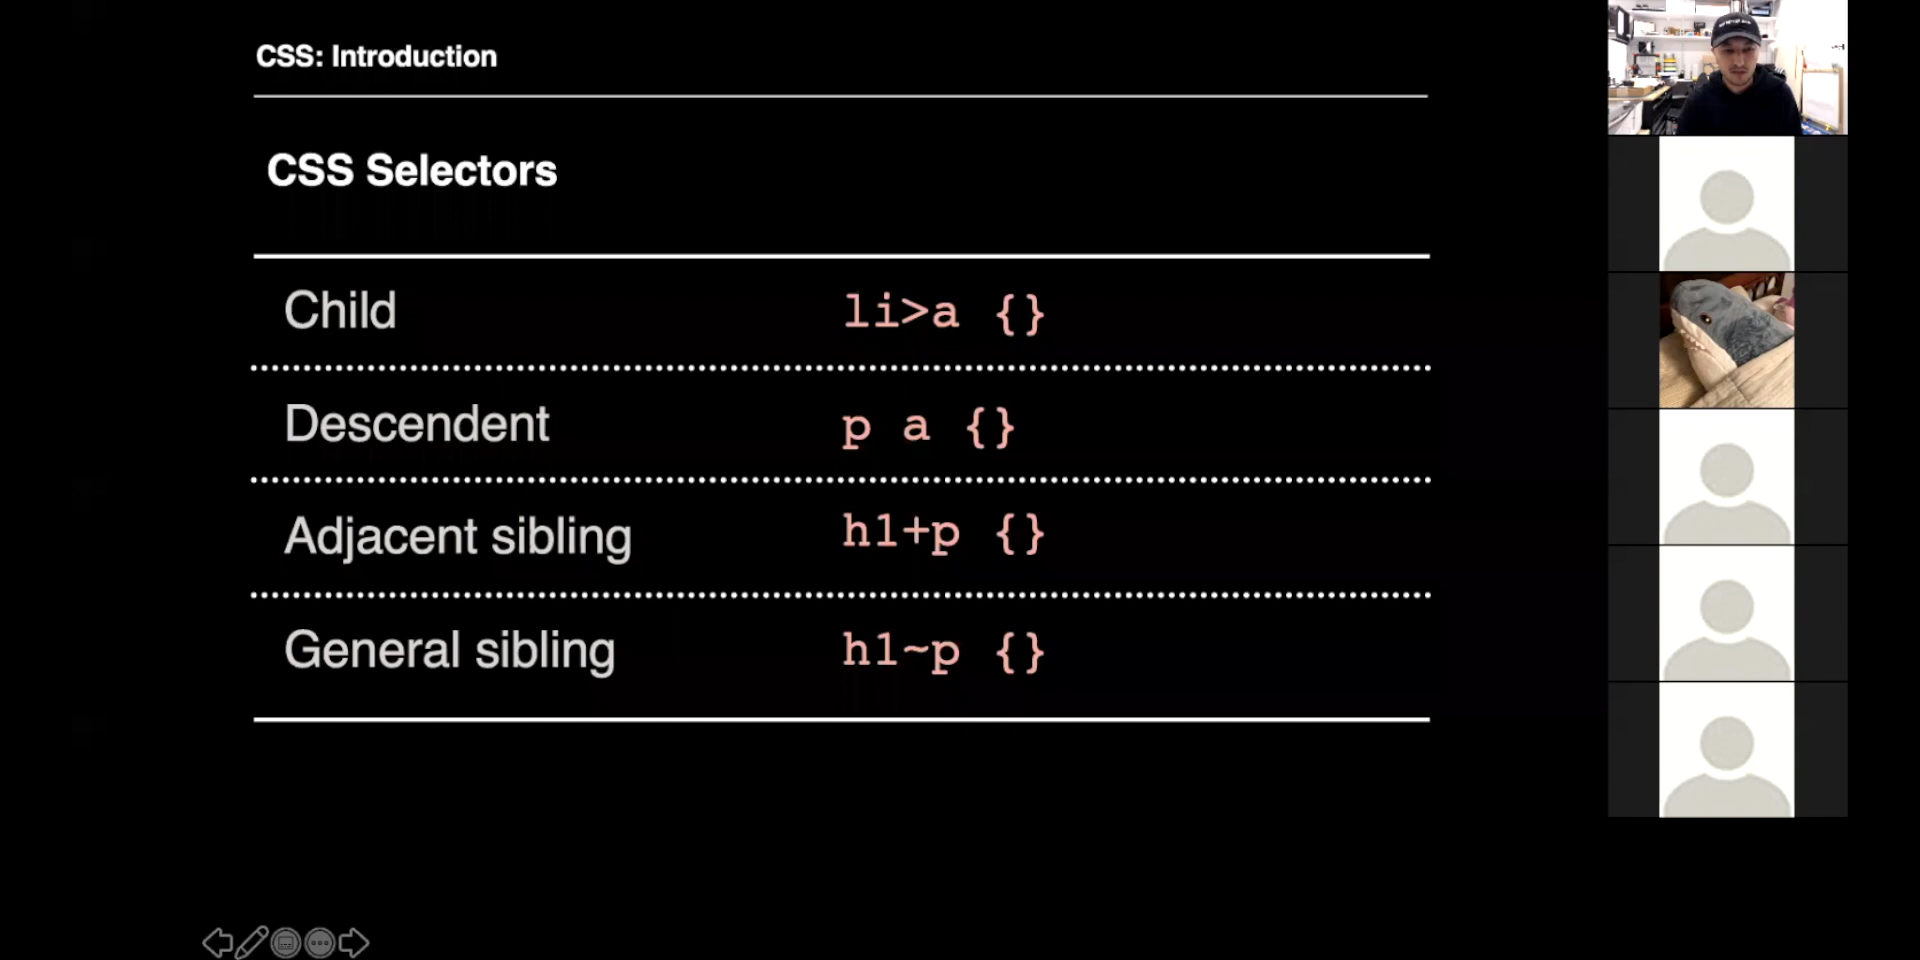 CSS: Introduction
CSS Selectors
Child li>a {}
Descendent p a {}
Adjacent sibling h1+p {}
General sibling h1~p {}